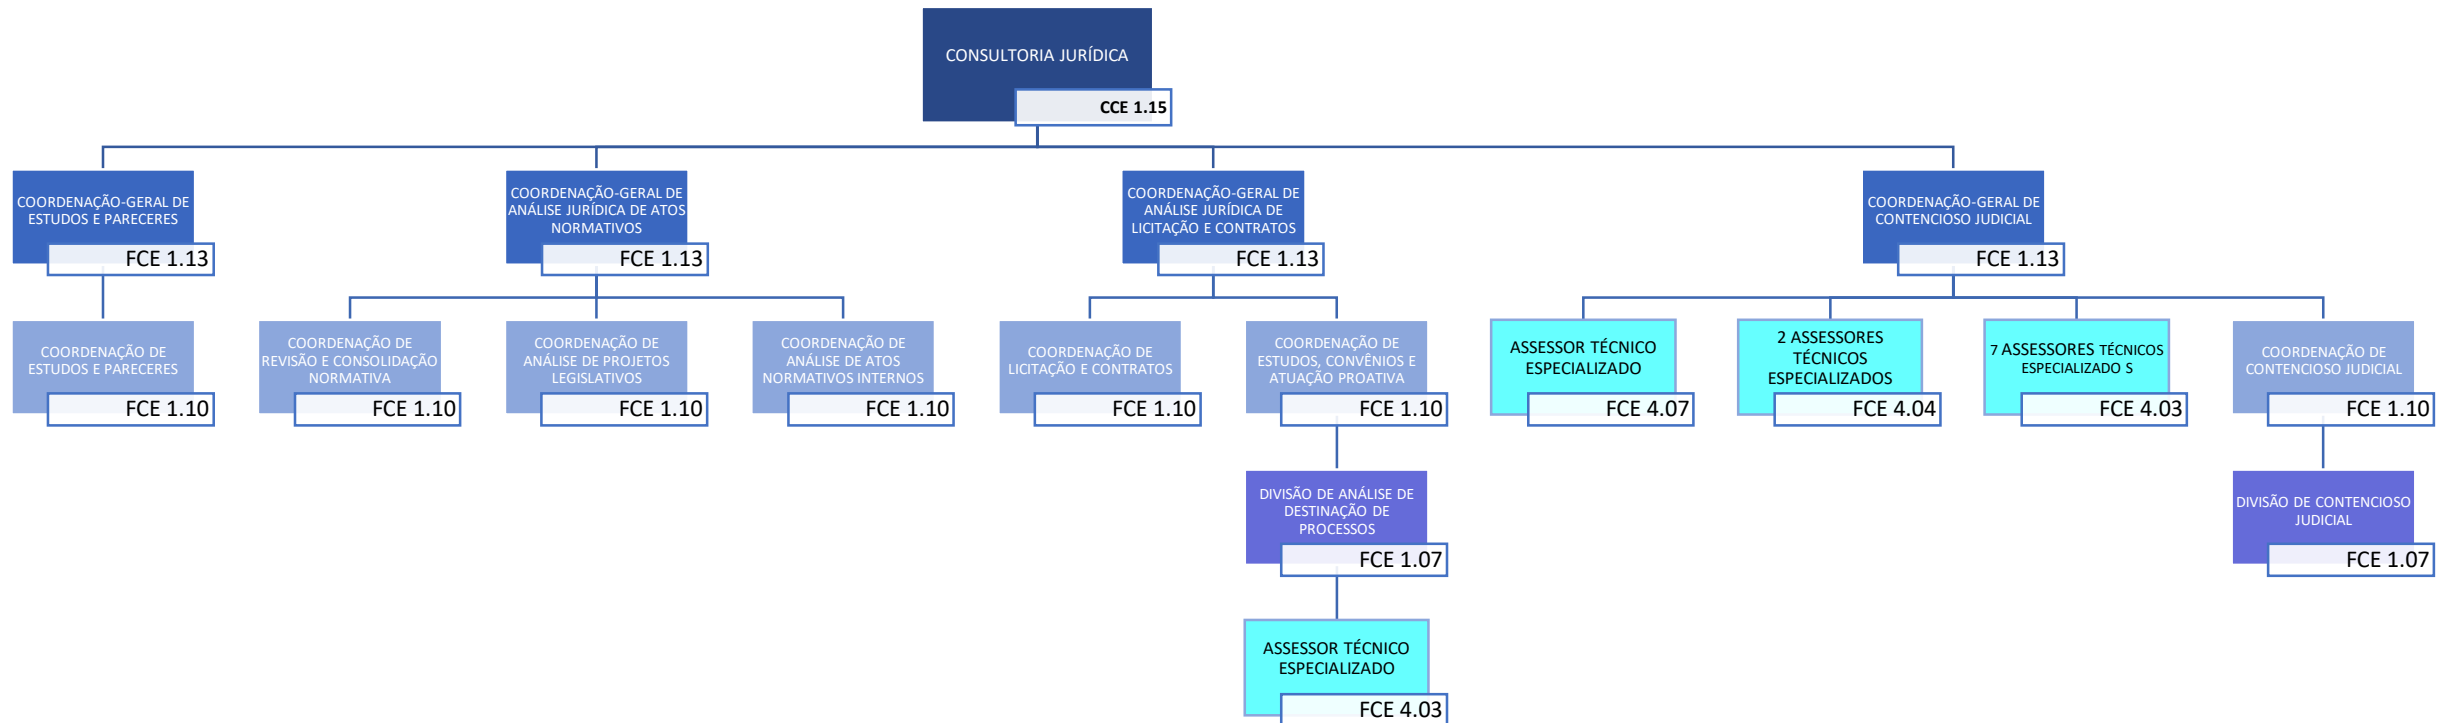 CONSULTORIA JURÍDICA
CCE 1.15
COORDENAÇÃO-GERAL DE
ESTUDOS E PARECERES
FCE 1.13
COORDENAÇÃO-GERAL DE
ANÁLISE JURÍDICA DE ATOS
NORMATIVOS
FCE 1.13
COORDENAÇÃO-GERAL DE
ANÁLISE JURÍDICA DE
LICITAÇÃO E CONTRATOS
FCE 1.13
COORDENAÇÃO-GERAL DE
CONTENCIOSO JUDICIAL
FCE 1.13
COORDENAÇÃO DE
ESTUDOS E PARECERES
FCE 1.10
COORDENAÇÃO DE
REVISÃO E CONSOLIDAÇÃO
NORMATIVA
FCE 1.10
COORDENAÇÃO DE
ANÁLISE DE PROJETOS
LEGISLATIVOS
FCE 1.10
COORDENAÇÃO DE
ANÁLISE DE ATOS
NORMATIVOS INTERNOS
FCE 1.10
COORDENAÇÃO DE
LICITAÇÃO E CONTRATOS
FCE 1.10
COORDENAÇÃO DE
ESTUDOS, CONVÊNIOS E
ATUAÇÃO PROATIVA
FCE 1.10
ASSESSOR TÉCNICO
ESPECIALIZADO
FCE 4.07
2 ASSESSORES
TÉCNICOS
ESPECIALIZADOS
FCE 4.04
7 ASSESSORES TÉCNICOS
ESPECIALIZADO S
FCE 4.03
COORDENAÇÃO DE
CONTENCIOSO JUDICIAL
FCE 1.10
DIVISÃO DE ANÁLISE DE
DESTINAÇÃO DE
PROCESSOS
FCE 1.07
DIVISÃO DE CONTENCIOSO
JUDICIAL
FCE 1.07
ASSESSOR TÉCNICO
ESPECIALIZADO
FCE 4.03